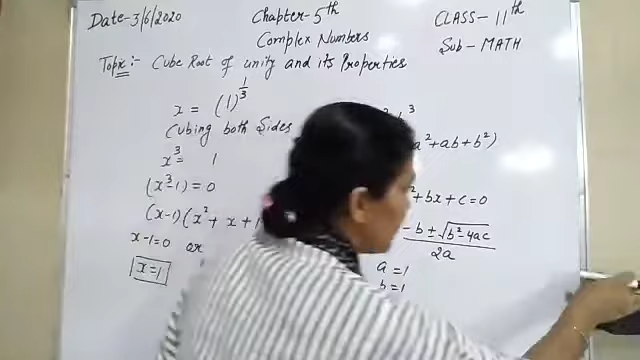 Date-3/6/2020
Chapter-5th
CLASS-11th
Complex Numbers
Sub-MATH
Topic:- Cube Root of unity and its Properties
x = (1)^1/3
Cubing both Sides
x^3 = 1
(x^3-1) = 0
(x-1)(x^2+ x +1
x-1=0 or
x=1
3
a^2+ab+b^2)
+bx+c=0
-b ± √b^2-4ac
2a
a=1
b=1